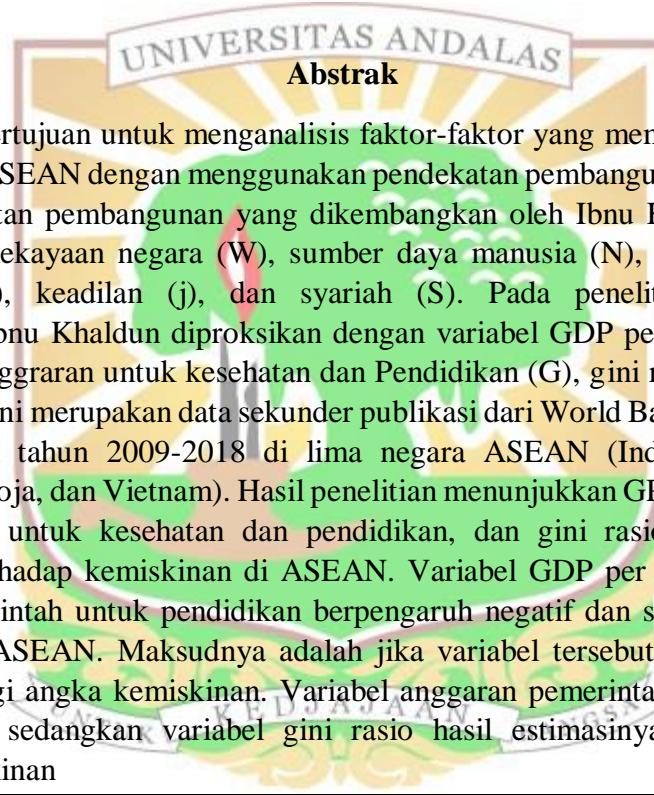 UNIVERSITAS ANDALAS
Abstrak
ertujuan untuk menganalisis faktor-faktor yang men
SEAN dengan menggunakan pendekatan pembangu
tan pembangunan yang dikembangkan oleh Ibnu
ekayaan negara (W), sumber daya manusia (N),
), keadilan (j), dan syariah (S). Pada penelit
bnu Khaldun diproksikan dengan variabel GDP pe
ggraran untuk kesehatan dan Pendidikan (G), gini
ni merupakan data sekunder publikasi dari World Ba
tahun 2009-2018 di lima negara ASEAN (Ind
oja, dan Vietnam). Hasil penelitian menunjukkan
untuk kesehatan dan pendidikan, dan gini rasio
hadap kemiskinan di ASEAN. Variabel GDP per
intah untuk pendidikan berpengaruh negatif dan s
ASEAN. Maksudnya adalah jika variabel tersebut
gi angka kemiskinan. Variabel anggaran pemerinta
sedangkan variabel gini rasio hasil estimasinya
kinan
UNTUK KEDJAJAAN BANGSA